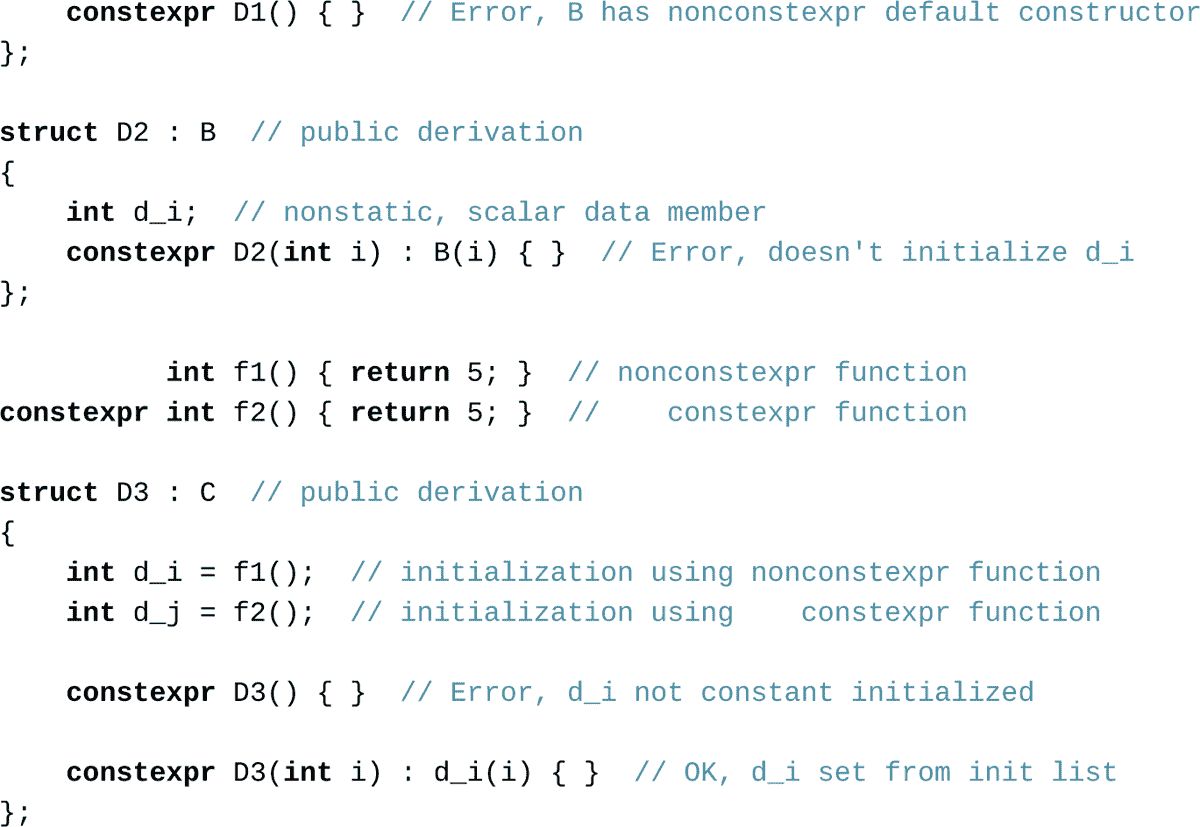 constexpr D1() { }  // Error, B has nonconstexpr default constructor
};

struct D2 : B  // public derivation
{
    int d_i;  // nonstatic, scalar data member
    constexpr D2(int i) : B(i) { }  // Error, doesn't initialize d_i
};

          int f1() { return 5; }  // nonconstexpr function
constexpr int f2() { return 5; }  //    constexpr function

struct D3 : C  // public derivation
{
    int d_i = f1();  // initialization using nonconstexpr function
    int d_j = f2();  // initialization using    constexpr function

    constexpr D3() { }  // Error, d_i not constant initialized

    constexpr D3(int i) : d_i(i) { }  // OK, d_i set from init list
};